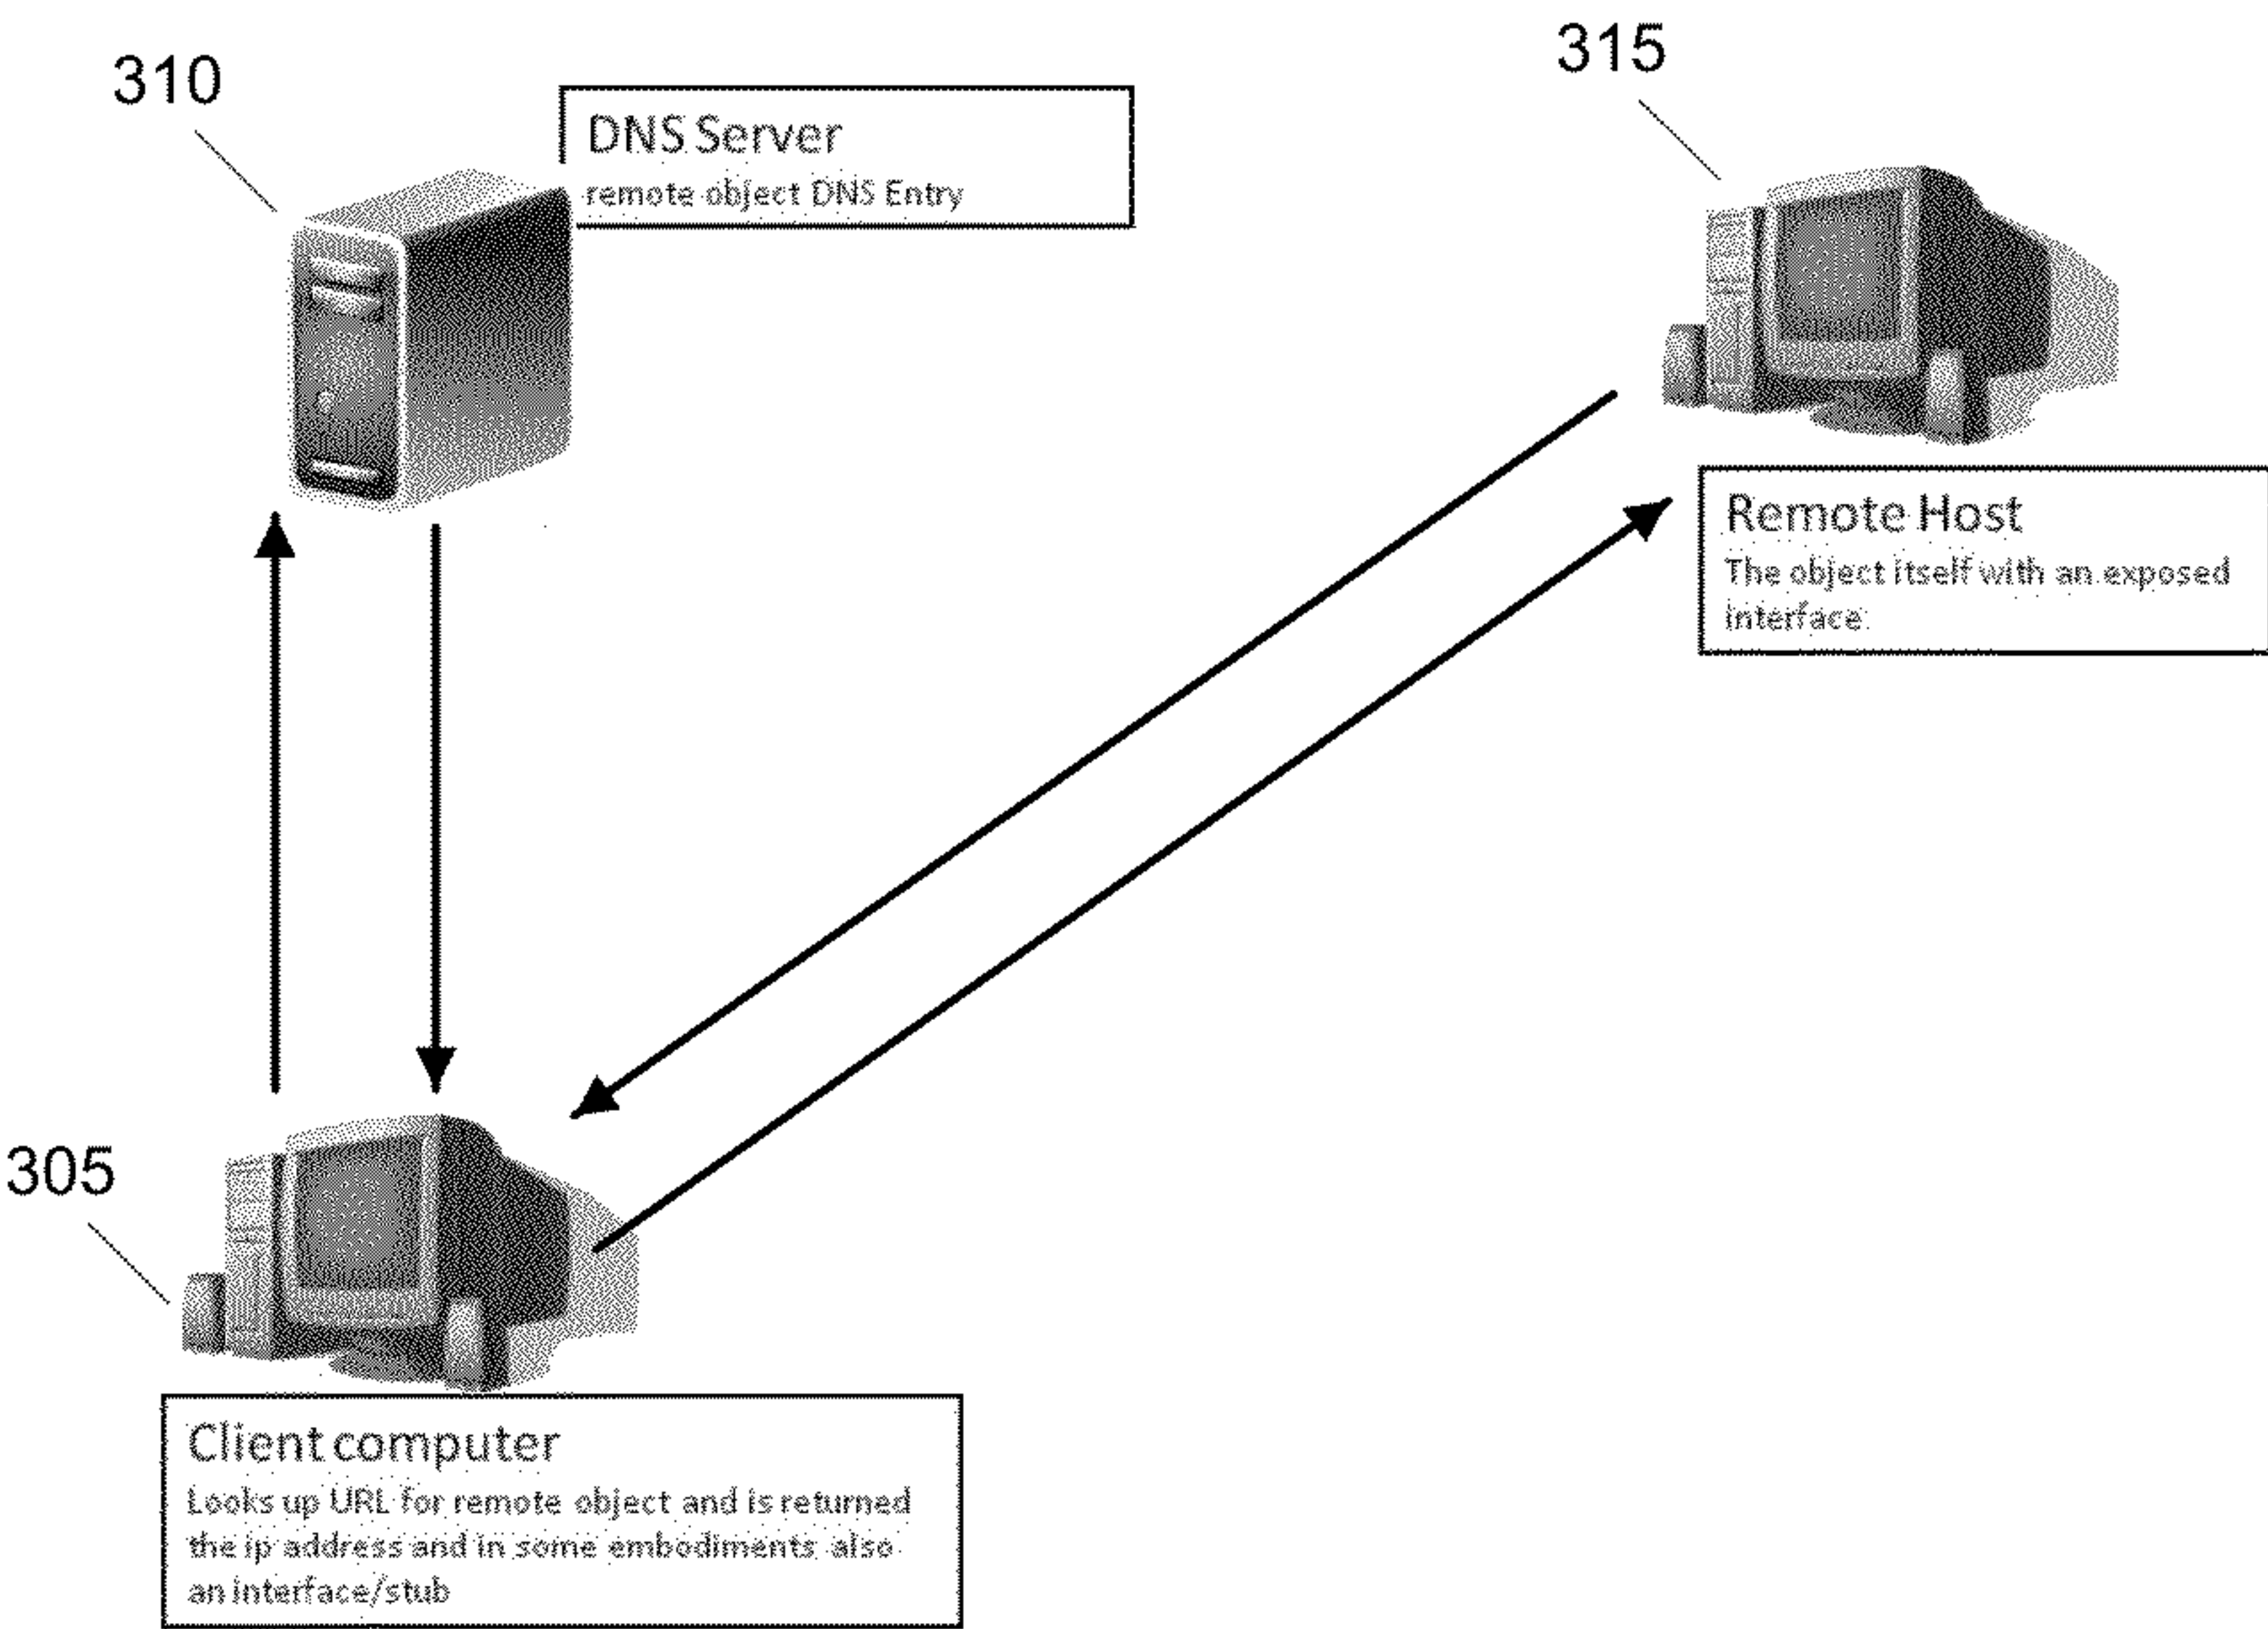 310
DNS Server
remote object DNS Entry
315
Remote Host
The object itself with an exposed
interface
305
Client computer
Looks up URL for remote object and is returned
the ip address and in some embodiments also
an interface/stub